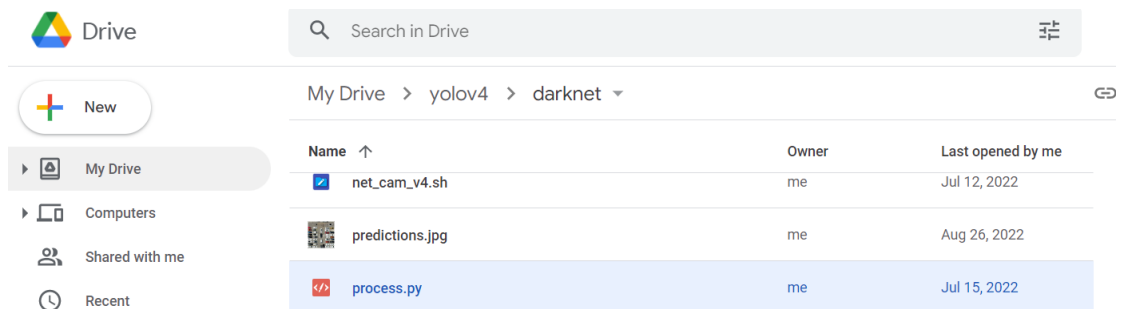 Drive
Search in Drive
New
My Drive > yolov4 > darknet
My Drive
Computers
Shared with me
Recent
Name ↑ Owner Last opened by me
net_cam_v4.sh me Jul 12, 2022
predictions.jpg me Aug 26, 2022
process.py me Jul 15, 2022